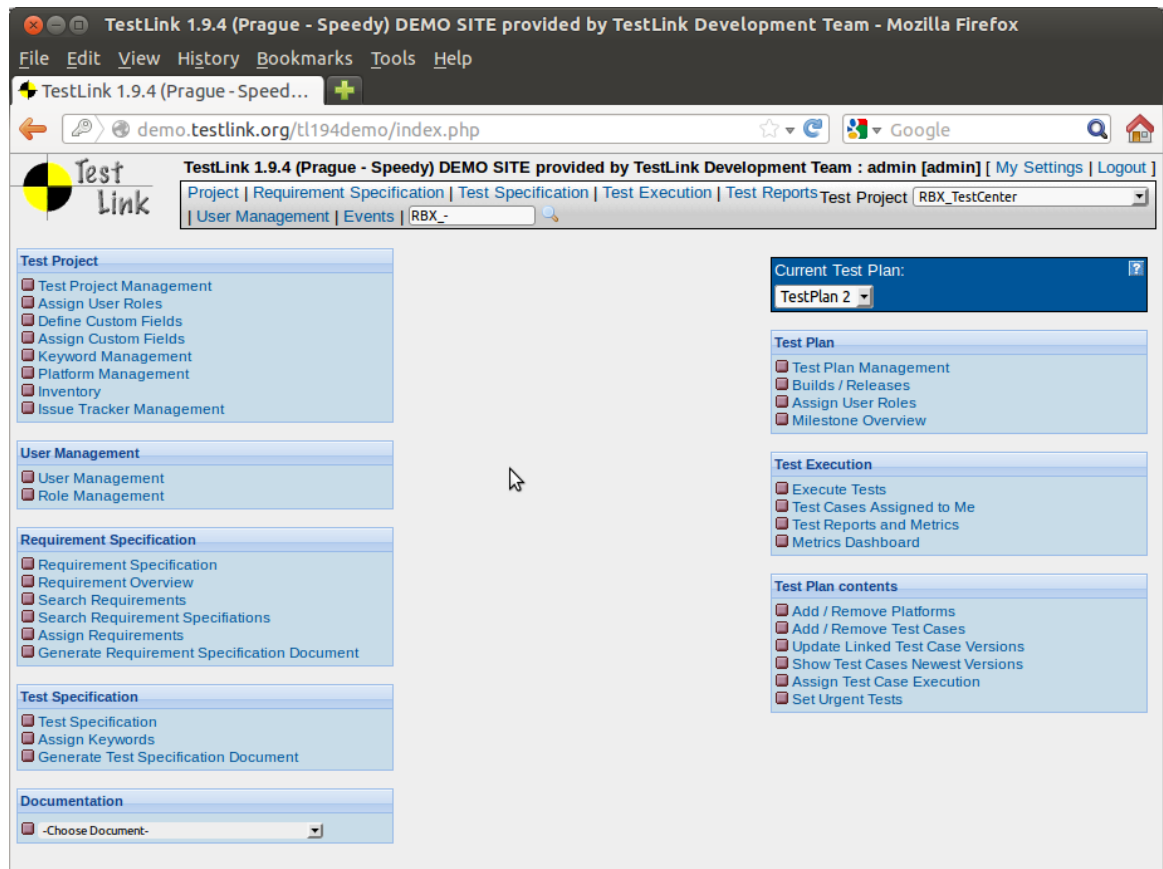 TestLink 1.9.4 (Prague - Speedy) DEMO SITE provided by TestLink Development Team - Mozilla Firefox
File Edit View History Bookmarks Tools Help
TestLink 1.9.4 (Prague - Speed...
demo.testlink.org/tl194demo/index.php
Google
Test Link
TestLink 1.9.4 (Prague - Speedy) DEMO SITE provided by TestLink Development Team : admin [admin] [ My Settings | Logout ]
Project | Requirement Specification | Test Specification | Test Execution | Test Reports
| User Management | Events | RBX_-
Test Project RBX_TestCenter
Test Project
Test Project Management
Assign User Roles
Define Custom Fields
Assign Custom Fields
Keyword Management
Platform Management
Inventory
Issue Tracker Management
User Management
User Management
Role Management
Requirement Specification
Requirement Specification
Requirement Overview
Search Requirements
Search Requirement Specifiations
Assign Requirements
Generate Requirement Specification Document
Test Specification
Test Specification
Assign Keywords
Generate Test Specification Document
Documentation
-Choose Document-
Current Test Plan:
?
TestPlan 2
Test Plan
Test Plan Management
Builds / Releases
Assign User Roles
Milestone Overview
Test Execution
Execute Tests
Test Cases Assigned to Me
Test Reports and Metrics
Metrics Dashboard
Test Plan contents
Add / Remove Platforms
Add / Remove Test Cases
Update Linked Test Case Versions
Show Test Cases Newest Versions
Assign Test Case Execution
Set Urgent Tests